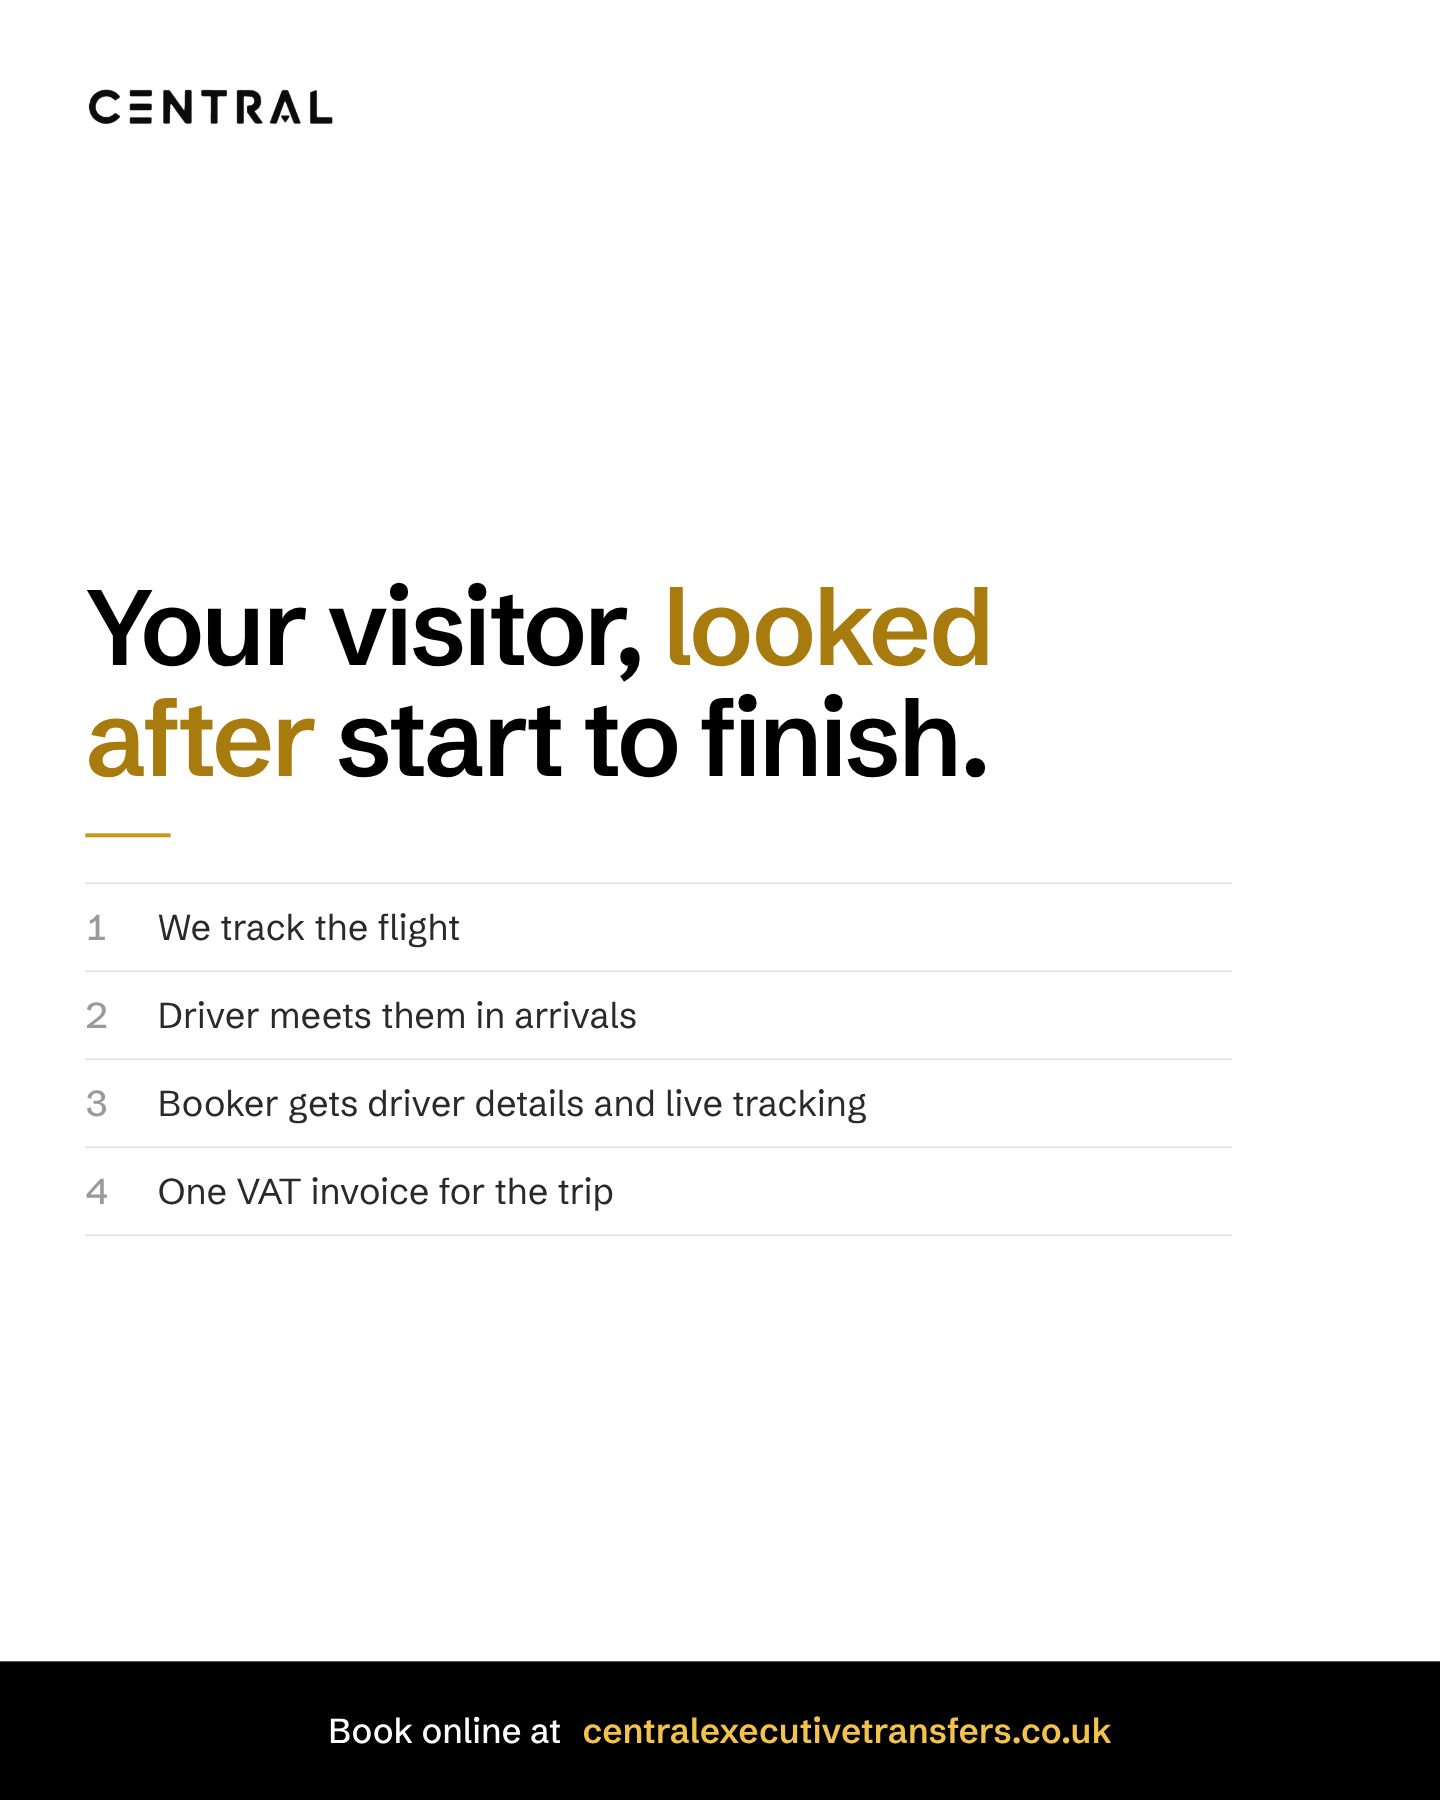 CENTRAL
Your visitor, looked
after start to finish.
1 We track the flight
2 Driver meets them in arrivals
3 Booker gets driver details and live tracking
4 One VAT invoice for the trip
Book online at centralexecutivetransfers.co.uk